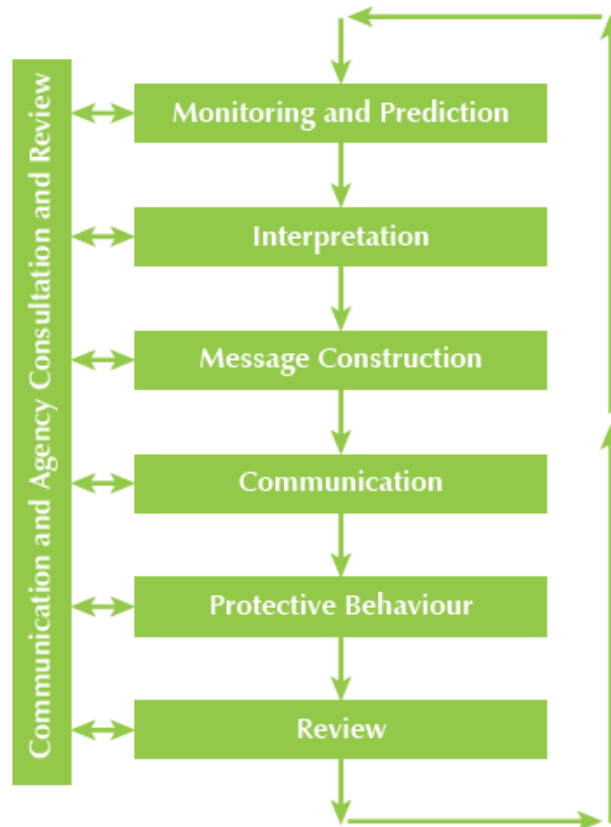 Communication and Agency Consultation and Review
Monitoring and Prediction
Interpretation
Message Construction
Communication
Protective Behaviour
Review